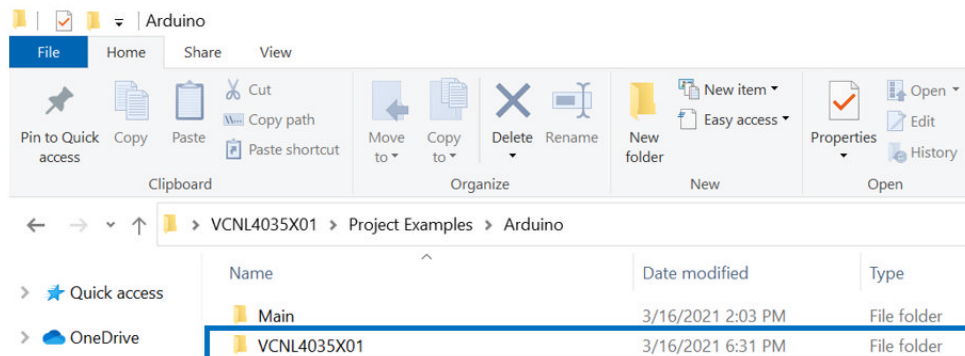 Arduino
File Home Share View
Pin to Quick access
Copy
Paste
Cut
Copy path
Paste shortcut
Clipboard
Move to
Copy to
Delete
Rename
Organize
New folder
New item
Easy access
New
Properties
Open
Edit
History
Open
VCNL4035X01 > Project Examples > Arduino
Quick access
OneDrive
Name Date modified Type
Main 3/16/2021 2:03 PM File folder
VCNL4035X01 3/16/2021 6:31 PM File folder